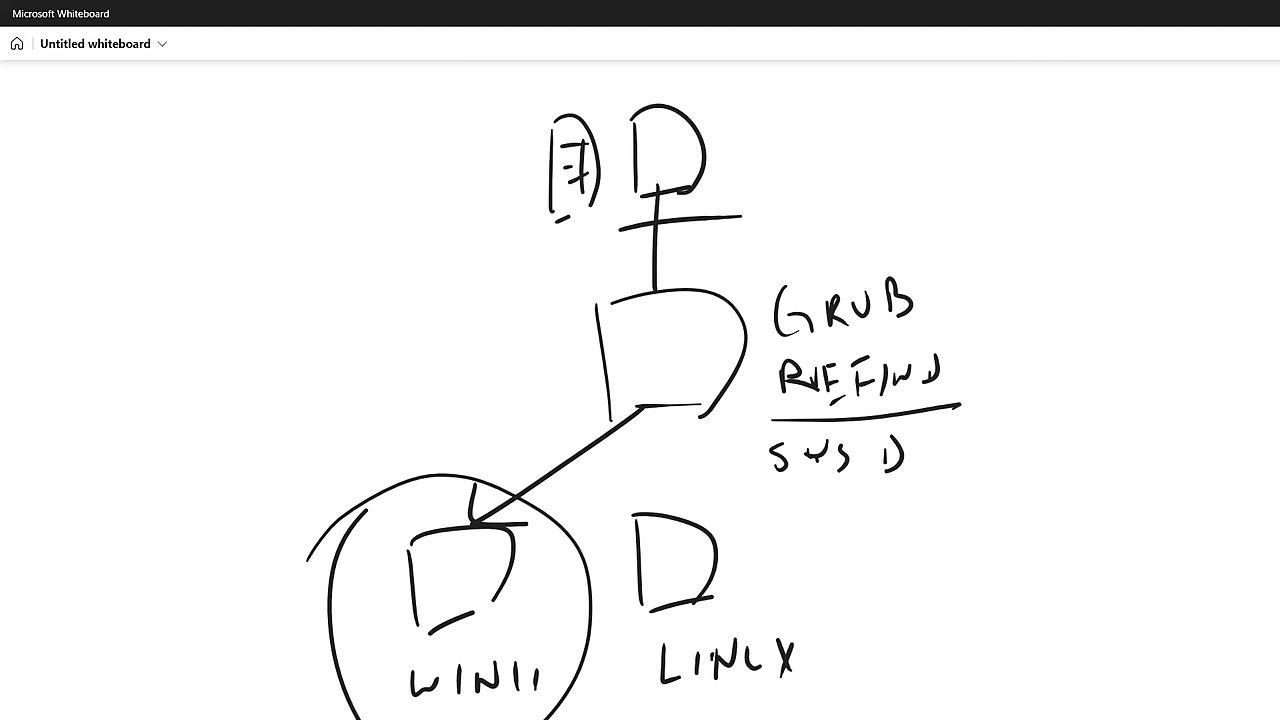 Microsoft Whiteboard
Untitled whiteboard
GRUB
REFIND
SYS D
WIN11
LINUX